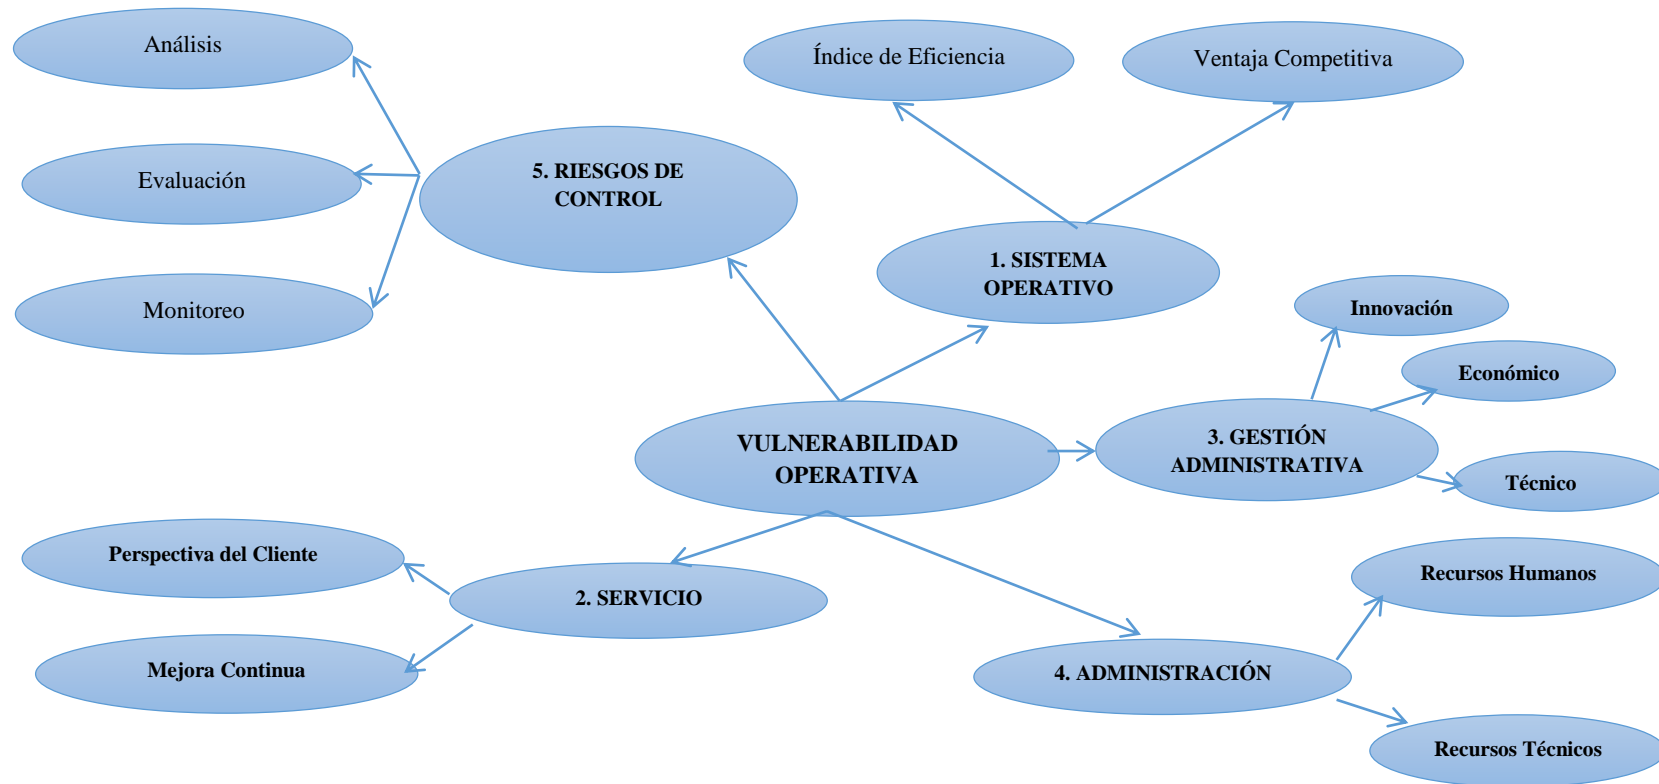 Análisis
Índice de Eficiencia
Ventaja Competitiva
5. RIESGOS DE
CONTROL
Evaluación
1. SISTEMA
OPERATIVO
Monitoreo
Innovación
Económico
VULNERABILIDAD
OPERATIVA
3. GESTIÓN
ADMINISTRATIVA
Técnico
Perspectiva del Cliente
2. SERVICIO
Recursos Humanos
Mejora Continua
4. ADMINISTRACIÓN
Recursos Técnicos